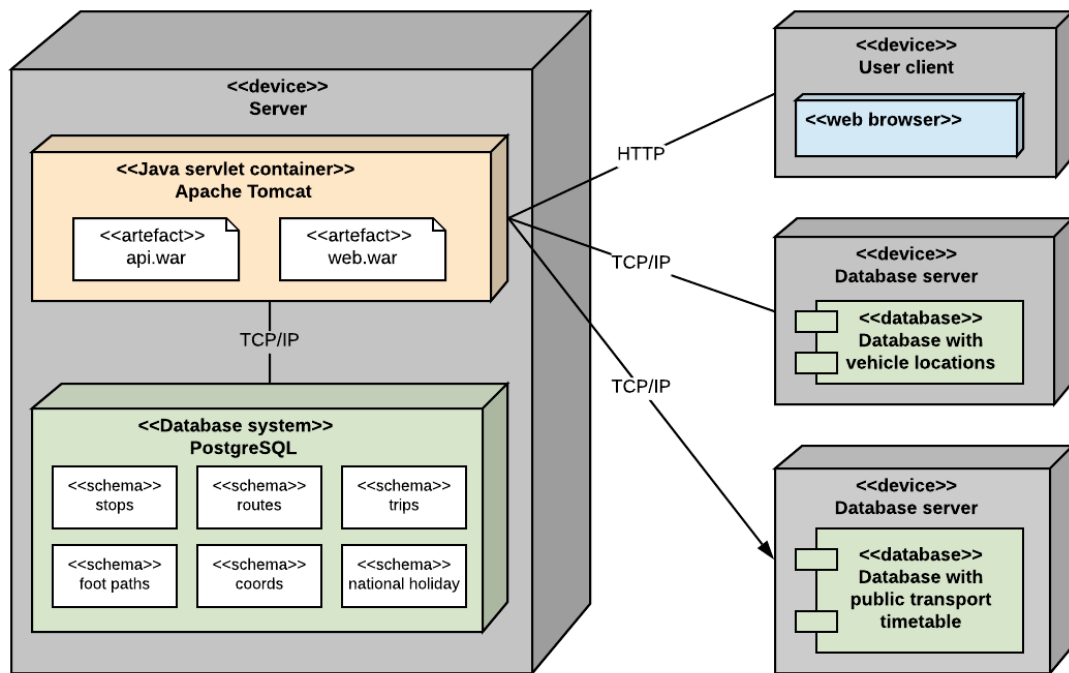 <<device>>
Server
<<Java servlet container>>
Apache Tomcat
<<artefact>>
api.war
<<artefact>>
web.war
TCP/IP
<<Database system>>
PostgreSQL
<<schema>>
stops
<<schema>>
routes
<<schema>>
trips
<<schema>>
foot paths
<<schema>>
coords
<<schema>>
national holiday
HTTP
TCP/IP
TCP/IP
<<device>>
User client
<<web browser>>
<<device>>
Database server
<<database>>
Database with
vehicle locations
<<device>>
Database server
<<database>>
Database with
public transport
timetable